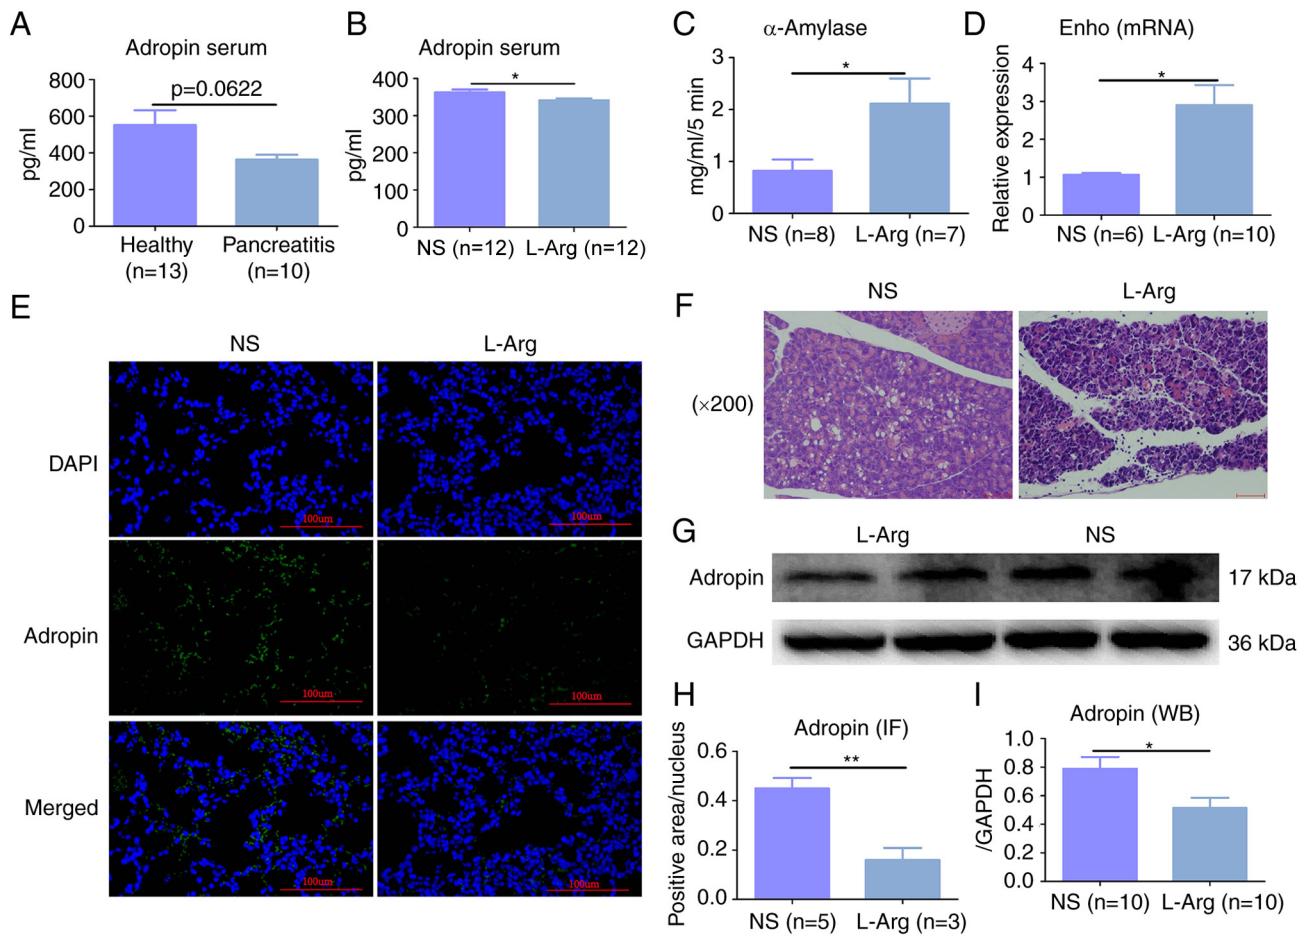 A
Adropin serum
800
600
400
200
0
pg/ml
p=0.0622
Healthy
(n=13)
Pancreatitis
(n=10)
B
Adropin serum
400
300
200
100
0
pg/ml
*
NS (n=12)
L-Arg (n=12)
C
α-Amylase
3
2
1
0
mg/ml/5 min
*
NS (n=8)
L-Arg (n=7)
D
Enho (mRNA)
4
3
2
1
0
Relative expression
*
NS (n=6)
L-Arg (n=10)
E
NS
L-Arg
DAPI
100um
100um
Adropin
100um
100um
Merged
100um
100um
F
NS
L-Arg
(×200)
G
L-Arg
NS
Adropin
17 kDa
GAPDH
36 kDa
H
Adropin (IF)
0.6
0.4
0.2
0.0
Positive area/nucleus
**
NS (n=5)
L-Arg (n=3)
I
Adropin (WB)
1.0
0.8
0.6
0.4
0.2
0.0
/GAPDH
*
NS (n=10)
L-Arg (n=10)